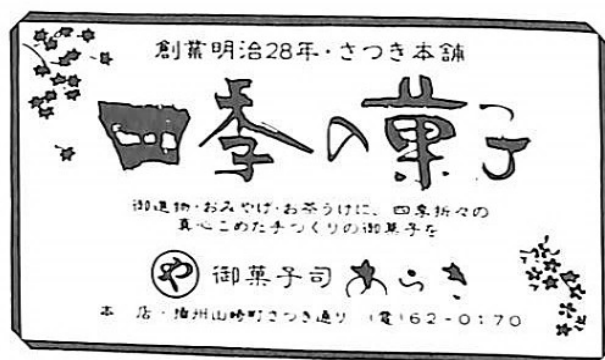 創業明治28年・さつき本舗
四季の菓子
御進物・おみやげ・お茶うけに、四季折々の
真心こめた手つくりの御菓子を
や 御菓子司 あらき
本店・播州山崎町さつき通り (電)62-0170